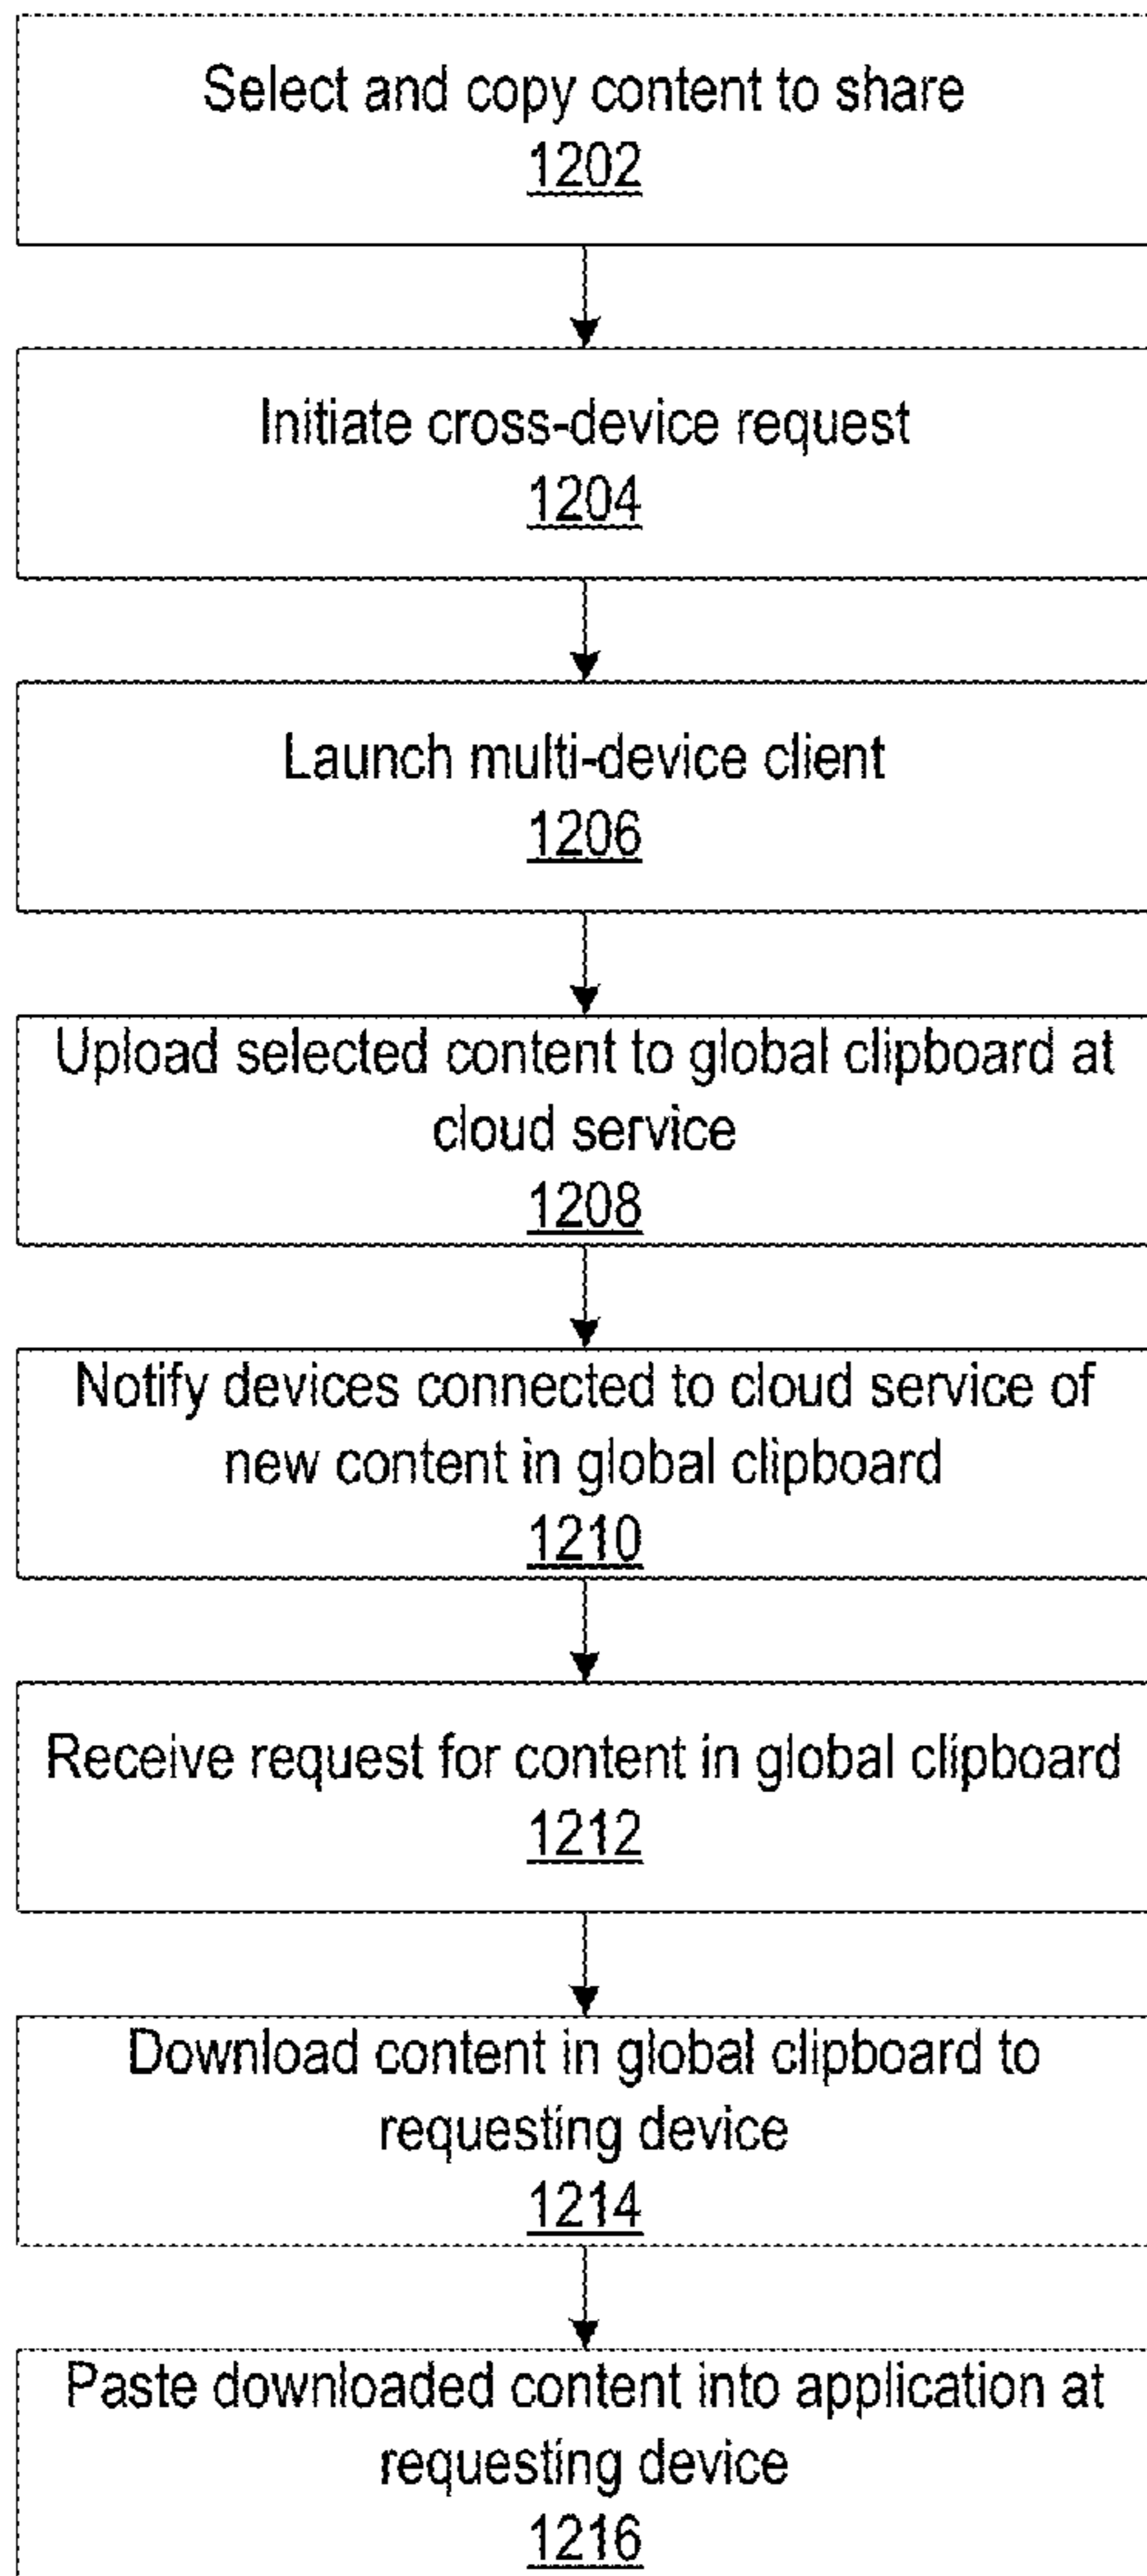 Select and copy content to share
1202
Initiate cross-device request
1204
Launch multi-device client
1206
Upload selected content to global clipboard at
cloud service
1208
Notify devices connected to cloud service of
new content in global clipboard
1210
Receive request for content in global clipboard
1212
Download content in global clipboard to
requesting device
1214
Paste downloaded content into application at
requesting device
1216